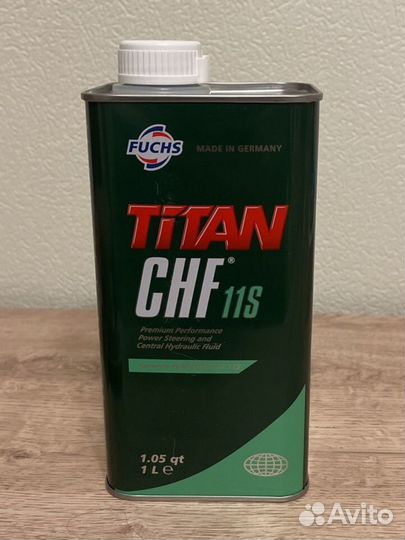 FUCHS
MADE IN GERMANY
TiTAN
CHF® 11S
Premium Performance
Power Steering and
Central Hydraulic Fluid
1.05 qt
1 L ℮
Avito